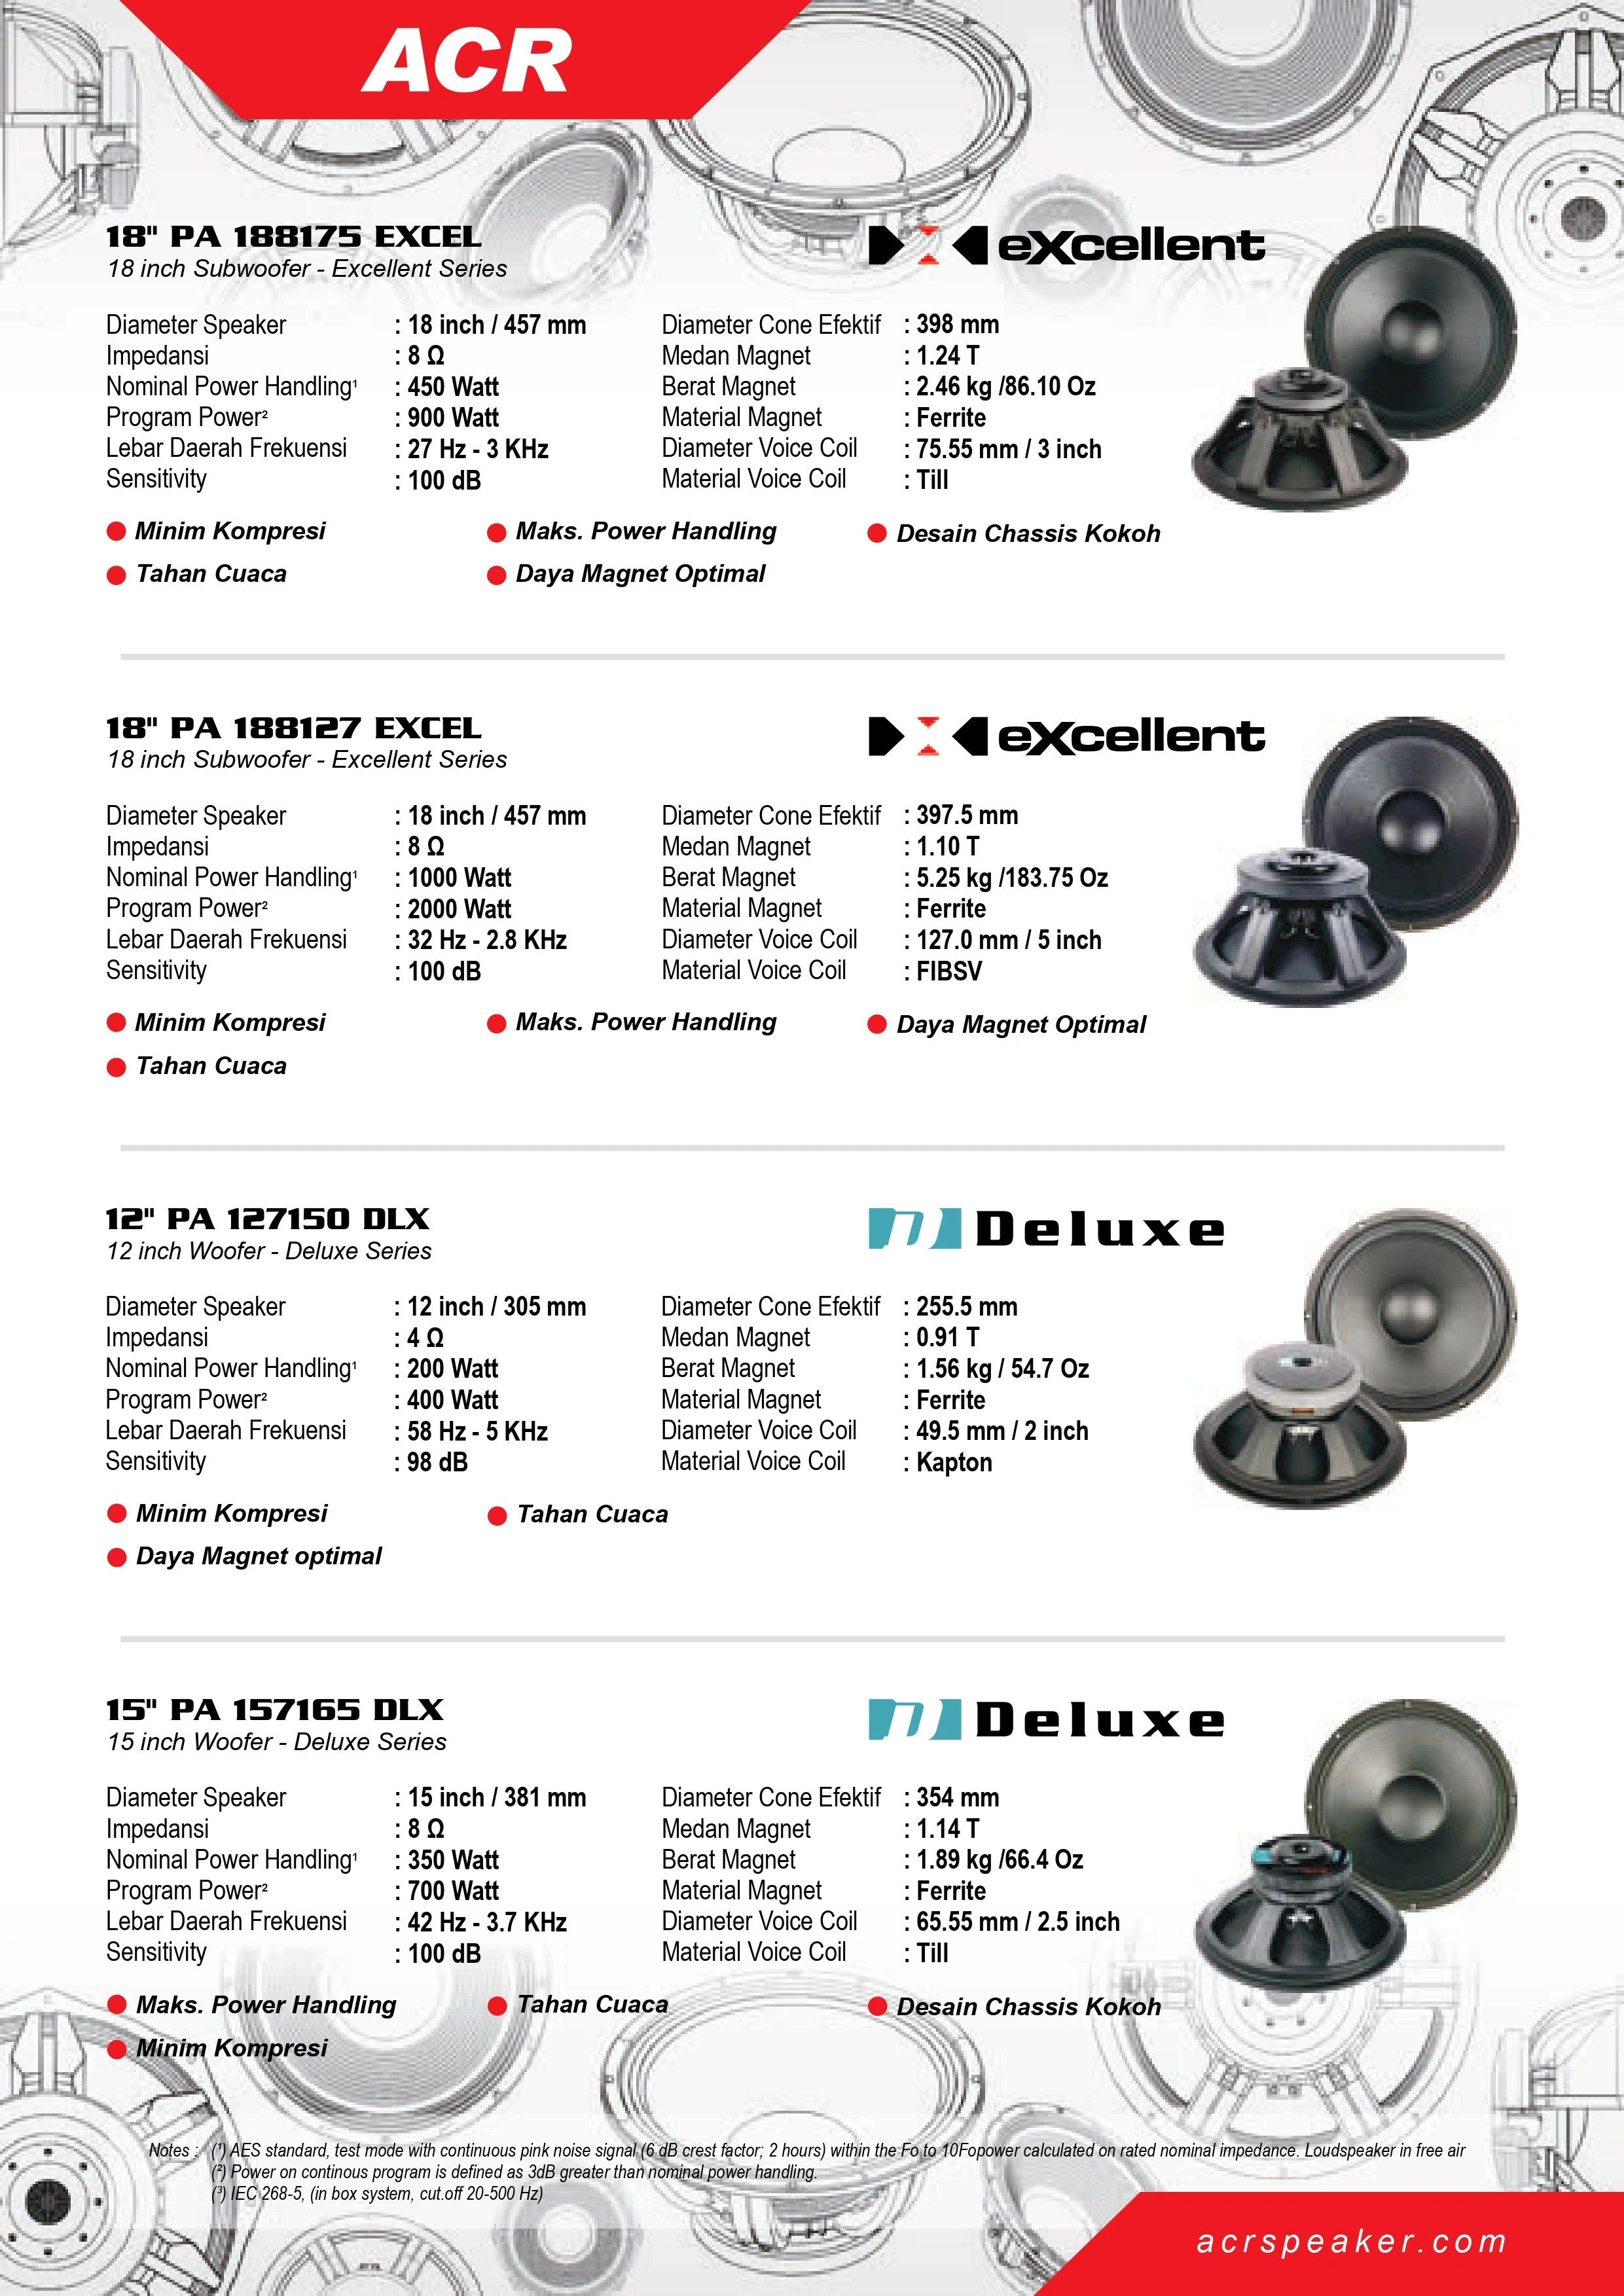 ACR
18" PA 188175 EXCEL
18 inch Subwoofer - Excellent Series
eXcellent
Diameter Speaker : 18 inch / 457 mm
Impedansi : 8 Ω
Nominal Power Handling¹ : 450 Watt
Program Power² : 900 Watt
Lebar Daerah Frekuensi : 27 Hz - 3 KHz
Sensitivity : 100 dB
Diameter Cone Efektif : 398 mm
Medan Magnet : 1.24 T
Berat Magnet : 2.46 kg /86.10 Oz
Material Magnet : Ferrite
Diameter Voice Coil : 75.55 mm / 3 inch
Material Voice Coil : Till
Minim Kompresi
Maks. Power Handling
Desain Chassis Kokoh
Tahan Cuaca
Daya Magnet Optimal
18" PA 188127 EXCEL
18 inch Subwoofer - Excellent Series
eXcellent
Diameter Speaker : 18 inch / 457 mm
Impedansi : 8 Ω
Nominal Power Handling¹ : 1000 Watt
Program Power² : 2000 Watt
Lebar Daerah Frekuensi : 32 Hz - 2.8 KHz
Sensitivity : 100 dB
Diameter Cone Efektif : 397.5 mm
Medan Magnet : 1.10 T
Berat Magnet : 5.25 kg /183.75 Oz
Material Magnet : Ferrite
Diameter Voice Coil : 127.0 mm / 5 inch
Material Voice Coil : FIBSV
Minim Kompresi
Maks. Power Handling
Daya Magnet Optimal
Tahan Cuaca
12" PA 127150 DLX
12 inch Woofer - Deluxe Series
Deluxe
Diameter Speaker : 12 inch / 305 mm
Impedansi : 4 Ω
Nominal Power Handling¹ : 200 Watt
Program Power² : 400 Watt
Lebar Daerah Frekuensi : 58 Hz - 5 KHz
Sensitivity : 98 dB
Diameter Cone Efektif : 255.5 mm
Medan Magnet : 0.91 T
Berat Magnet : 1.56 kg / 54.7 Oz
Material Magnet : Ferrite
Diameter Voice Coil : 49.5 mm / 2 inch
Material Voice Coil : Kapton
Minim Kompresi
Tahan Cuaca
Daya Magnet optimal
15" PA 157165 DLX
15 inch Woofer - Deluxe Series
Deluxe
Diameter Speaker : 15 inch / 381 mm
Impedansi : 8 Ω
Nominal Power Handling¹ : 350 Watt
Program Power² : 700 Watt
Lebar Daerah Frekuensi : 42 Hz - 3.7 KHz
Sensitivity : 100 dB
Diameter Cone Efektif : 354 mm
Medan Magnet : 1.14 T
Berat Magnet : 1.89 kg /66.4 Oz
Material Magnet : Ferrite
Diameter Voice Coil : 65.55 mm / 2.5 inch
Material Voice Coil : Till
Maks. Power Handling
Tahan Cuaca
Desain Chassis Kokoh
Minim Kompresi
Notes : (¹) AES standard, test mode with continuous pink noise signal (6 dB crest factor; 2 hours) within the Fo to 10Fopower calculated on rated nominal impedance. Loudspeaker in free air
(²) Power on continous program is defined as 3dB greater than nominal power handling.
(³) IEC 268-5, (in box system, cut.off 20-500 Hz)
acrspeaker.com